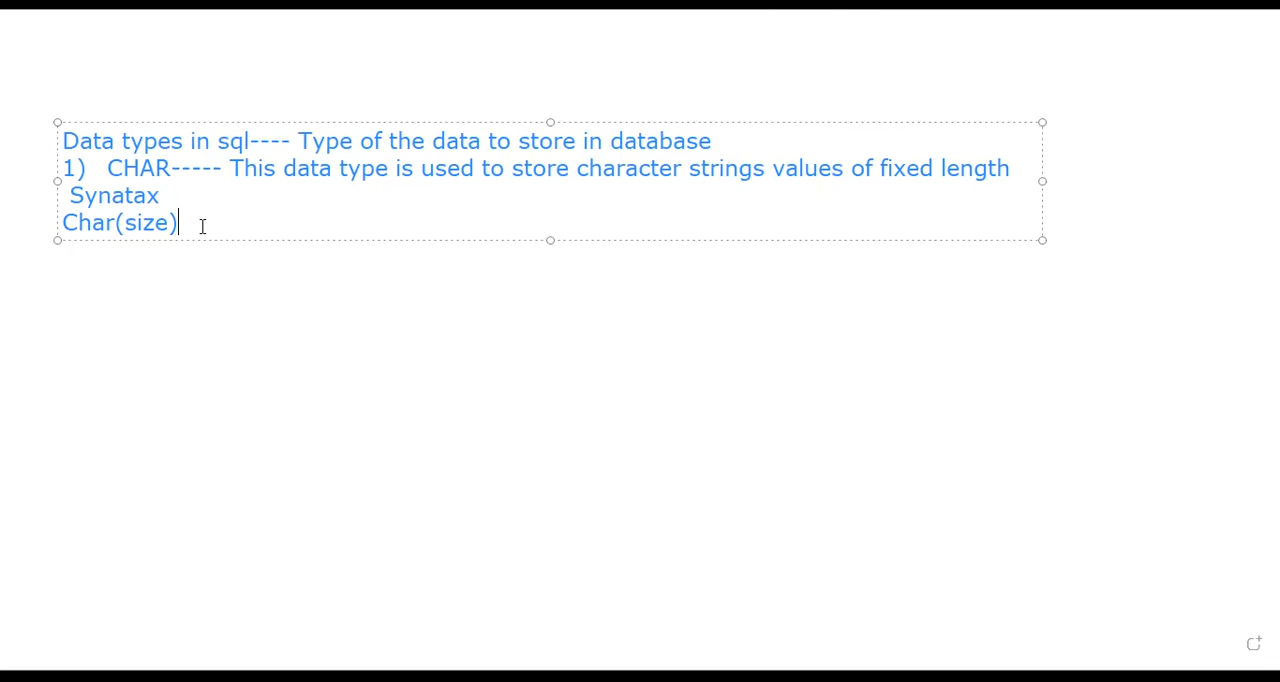 Data types in sql---- Type of the data to store in database
1)   CHAR----- This data type is used to store character strings values of fixed length
Synatax
Char(size)